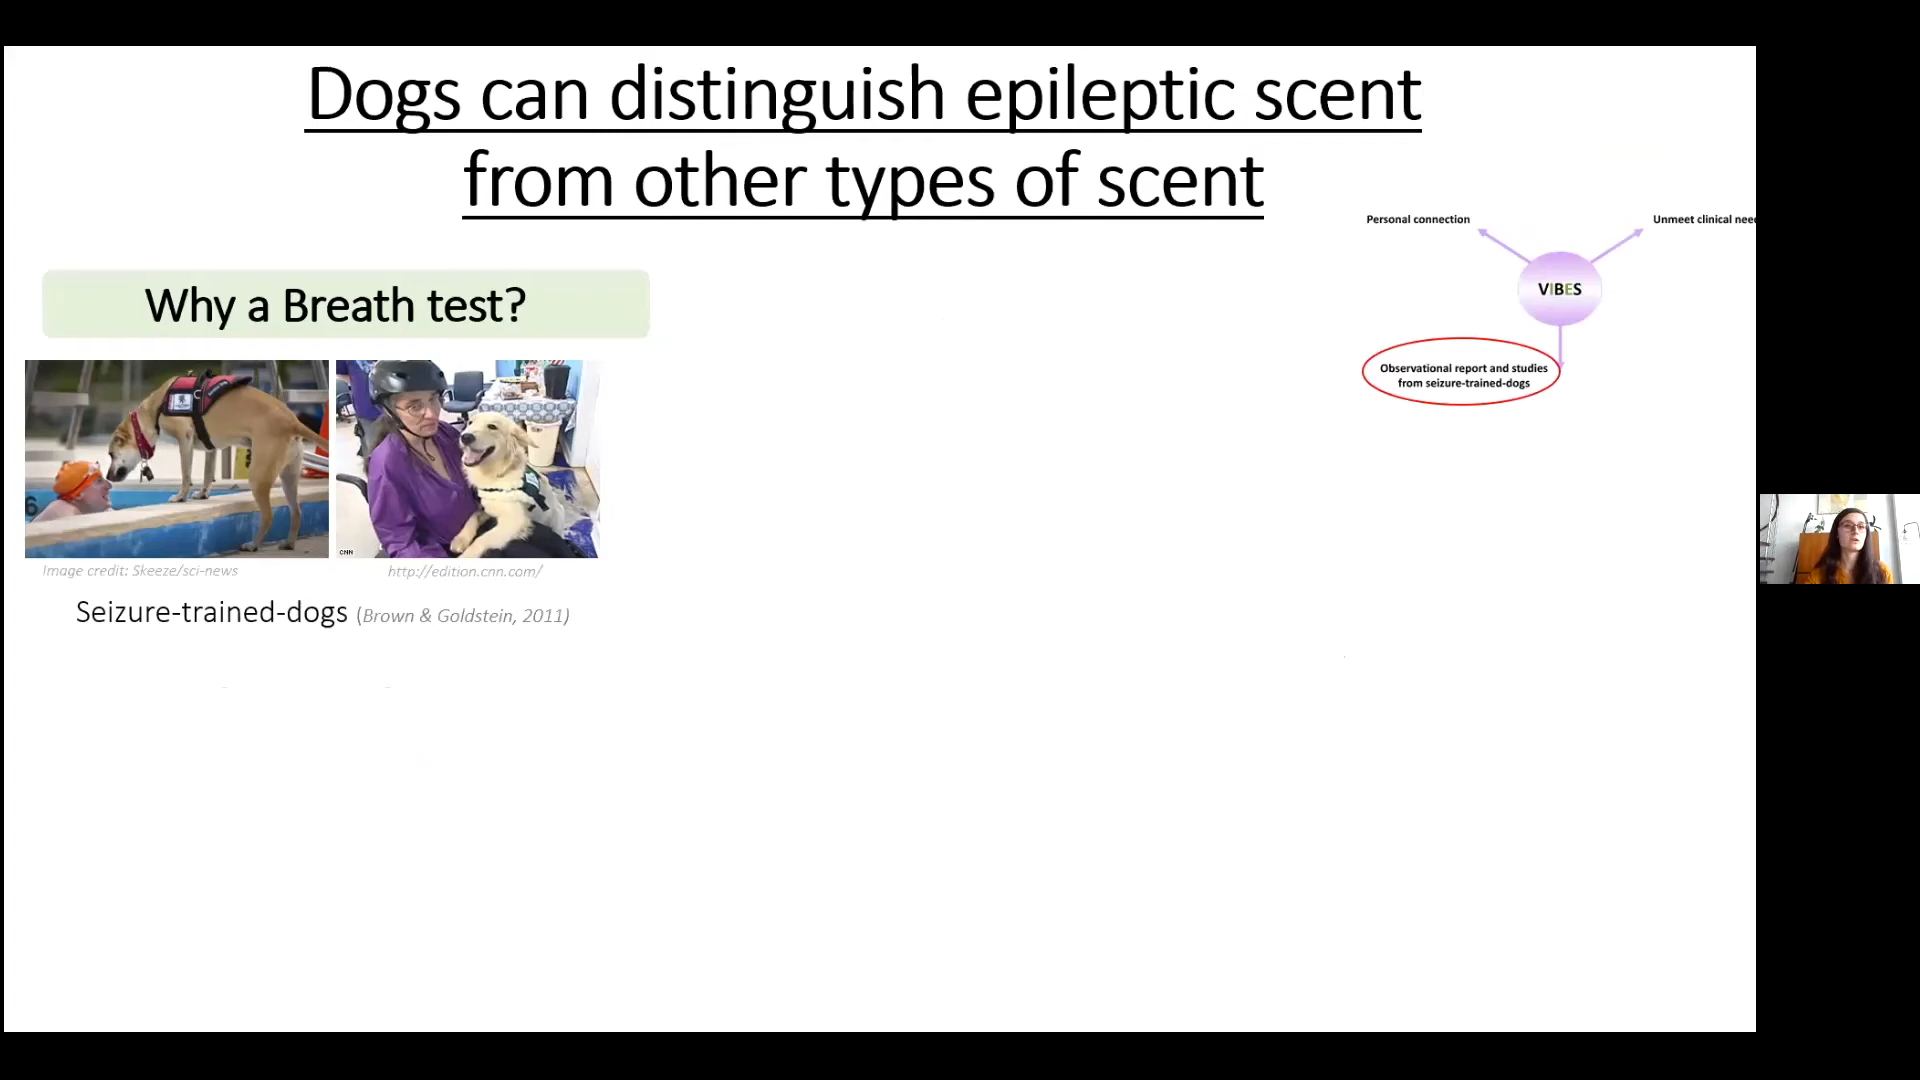 Dogs can distinguish epileptic scent
from other types of scent
Personal connection
Unmeet clinical nee
VIBES
Why a Breath test?
Observational report and studies
from seizure-trained-dogs
CNN
Image credit: Skeeze/sci-news
http://edition.cnn.com/
Seizure-trained-dogs (Brown & Goldstein, 2011)